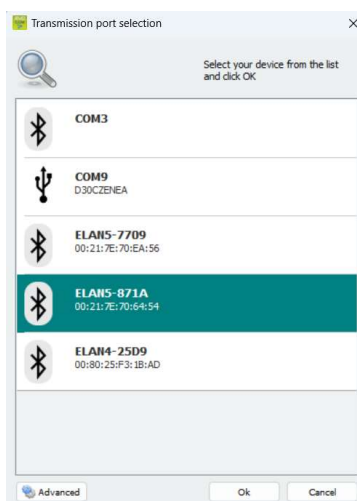 Transmission port selection
Select your device from the list
and click OK
COM3
COM9
D30CZENEA
ELAN5-7709
00:21:7E:70:EA:56
ELAN5-871A
00:21:7E:70:64:54
ELAN4-25D9
00:80:25:F3:1B:AD
Advanced
Ok
Cancel